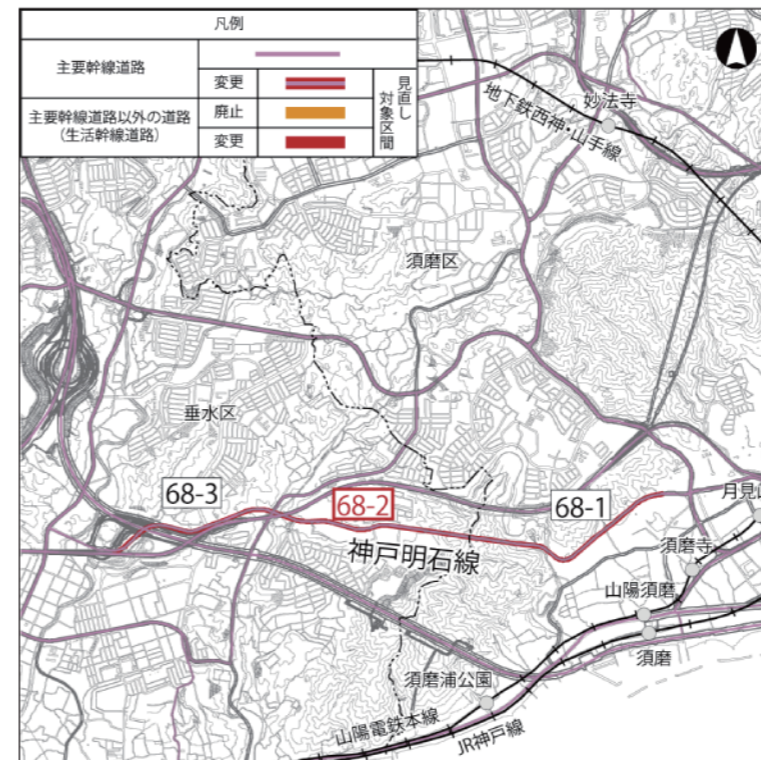 凡例
主要幹線道路
変更
主要幹線道路以外の道路
(生活幹線道路)
廃止
変更
見直し
対象区間
妙法寺
地下鉄西神・山手線
須磨区
垂水区
68-3
68-2
68-1
神戸明石線
月見山
須磨寺
山陽須磨
須磨
須磨浦公園
山陽電鉄本線
JR神戸線